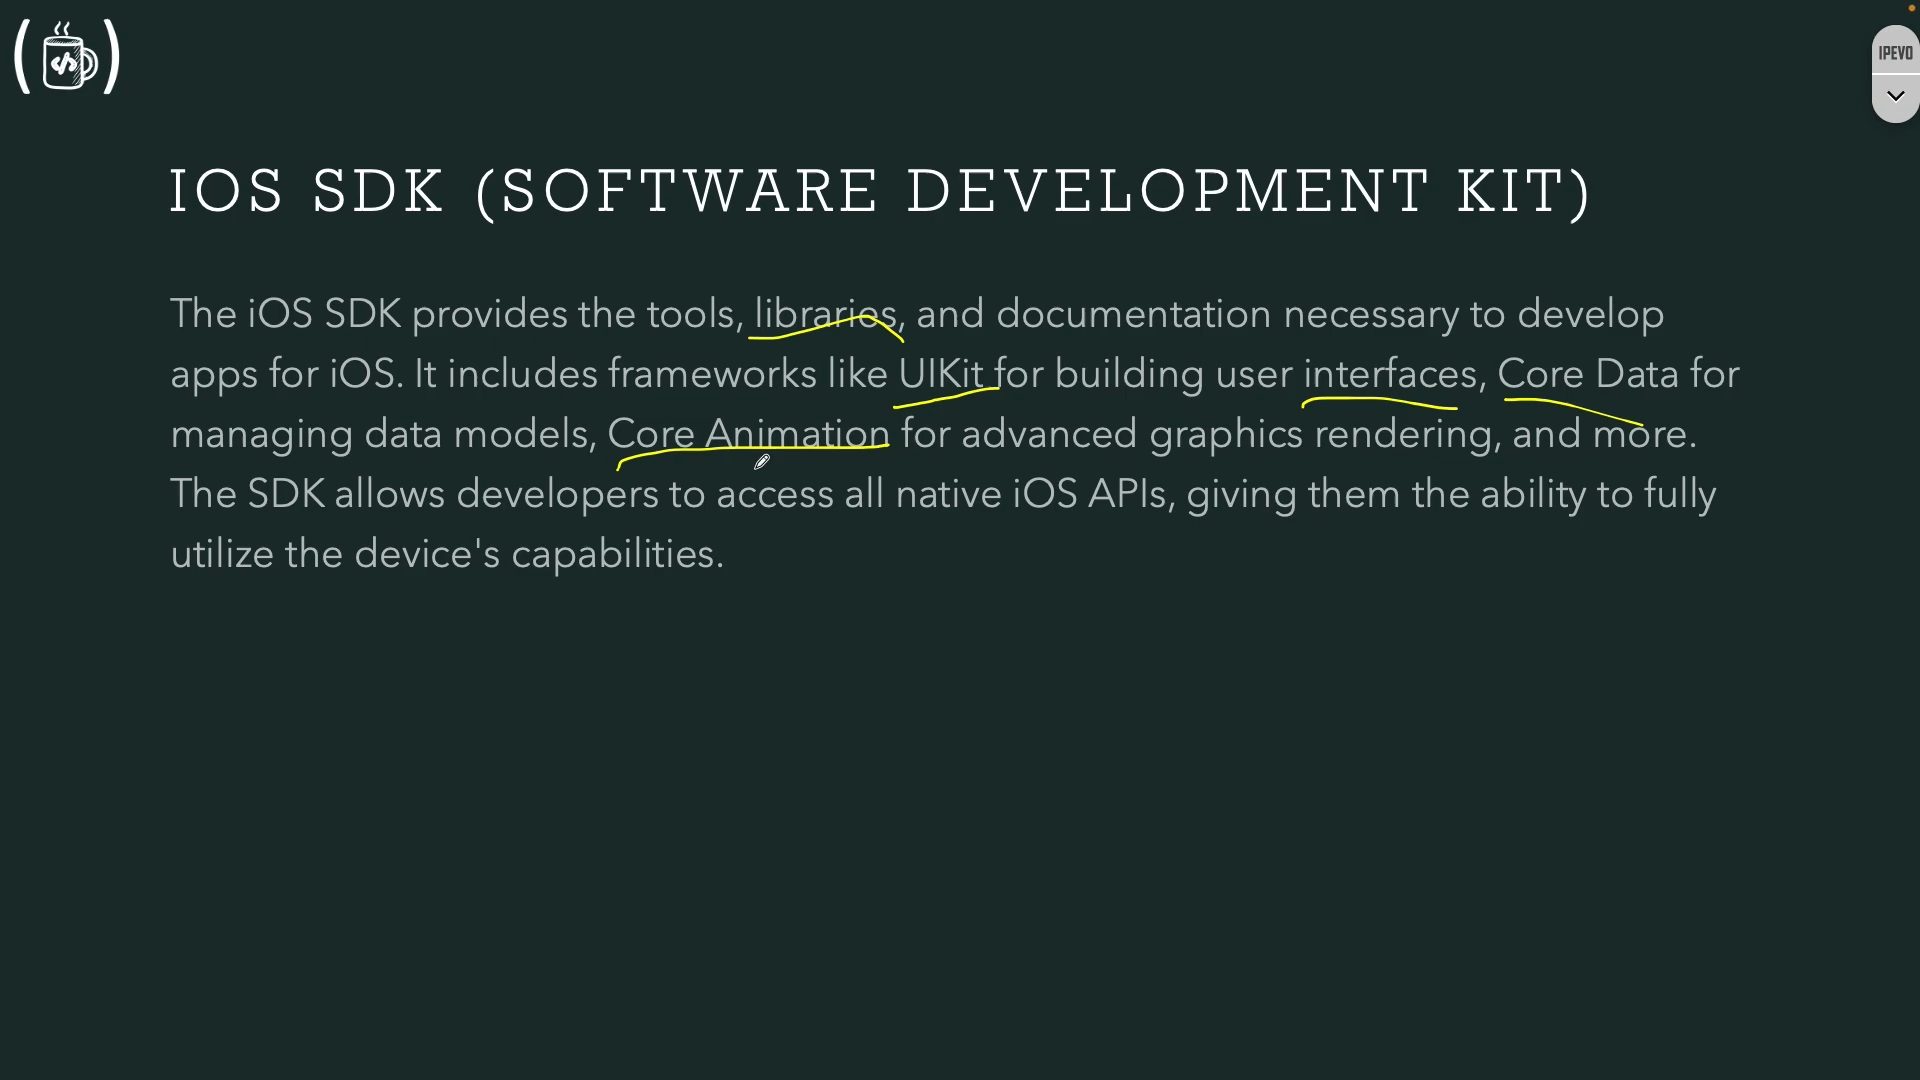 IPEVO
IOS SDK (SOFTWARE DEVELOPMENT KIT)
The iOS SDK provides the tools, libraries, and documentation necessary to develop
apps for iOS. It includes frameworks like UIKit for building user interfaces, Core Data for
managing data models, Core Animation for advanced graphics rendering, and more.
The SDK allows developers to access all native iOS APIs, giving them the ability to fully
utilize the device's capabilities.